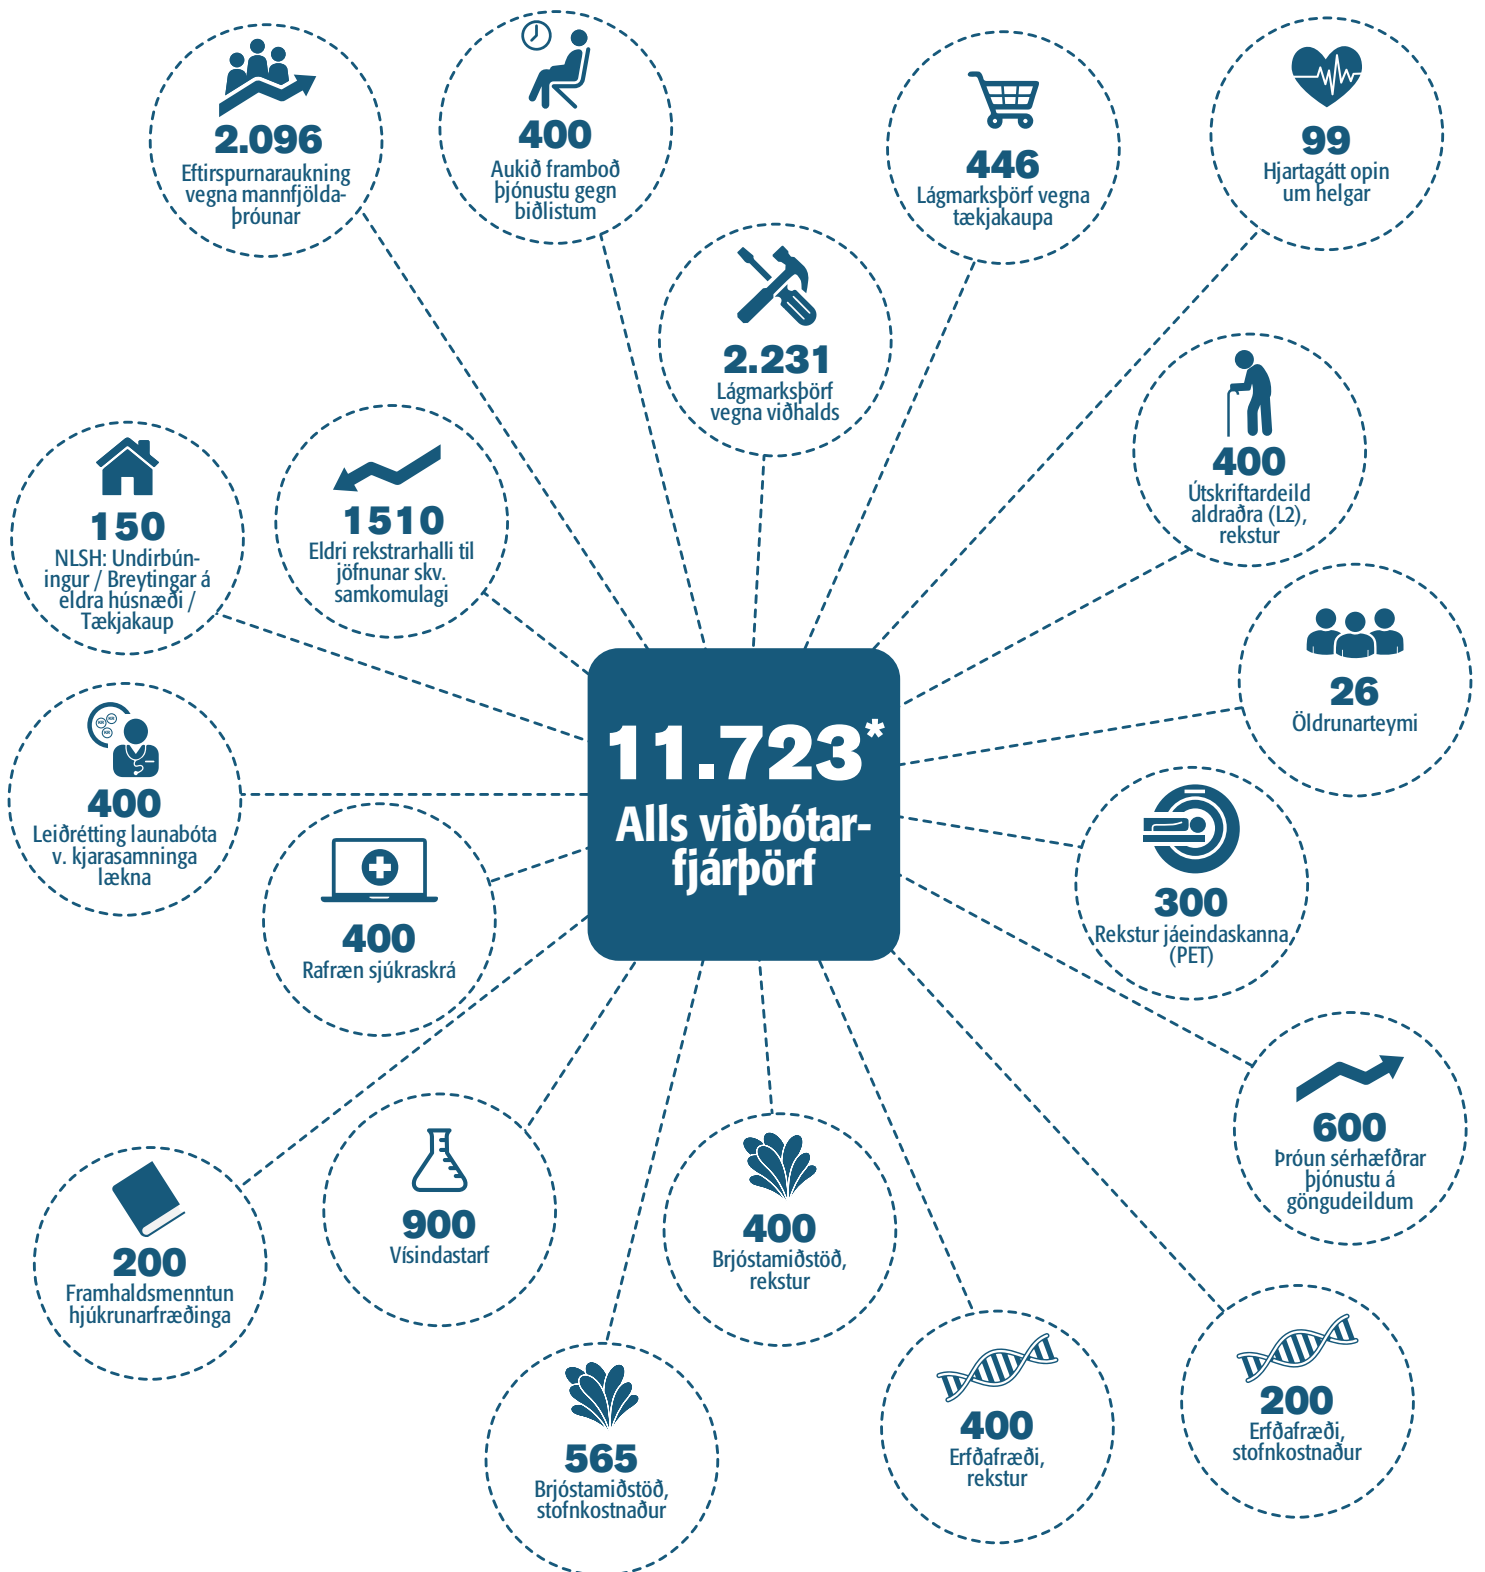 2.096
Eftirspurnaraukning
vegna mannfjölda-
þróunar
400
Aukið framboð
þjónustu gegn
biðlistum
446
Lágmarksþörf vegna
tækjakaupa
99
Hjartagátt opin
um helgar
2.231
Lágmarksþörf
vegna viðhalds
400
Útskriftardeild
aldraðra (L2),
rekstur
150
NLSH: Undirbún-
ingur / Breytingar á
eldra húsnæði /
Tækjakaup
1510
Eldri rekstrarhalli til
jöfnunar skv.
samkomulagi
26
Öldrunarteymi
11.723*
Alls viðbótar-
fjárþörf
KR KR
KR
400
Leiðrétting launabóta
v. kjarasamninga
lækna
400
Rafræn sjúkraskrá
300
Rekstur jáeindaskanna
(PET)
600
Þróun sérhæfðrar
þjónustu á
göngudeildum
200
Framhaldsmenntun
hjúkrunarfræðinga
900
Vísindastarf
400
Brjóstamiðstöð,
rekstur
565
Brjóstamiðstöð,
stofnkostnaður
400
Erfðafræði,
rekstur
200
Erfðafræði,
stofnkostnaður